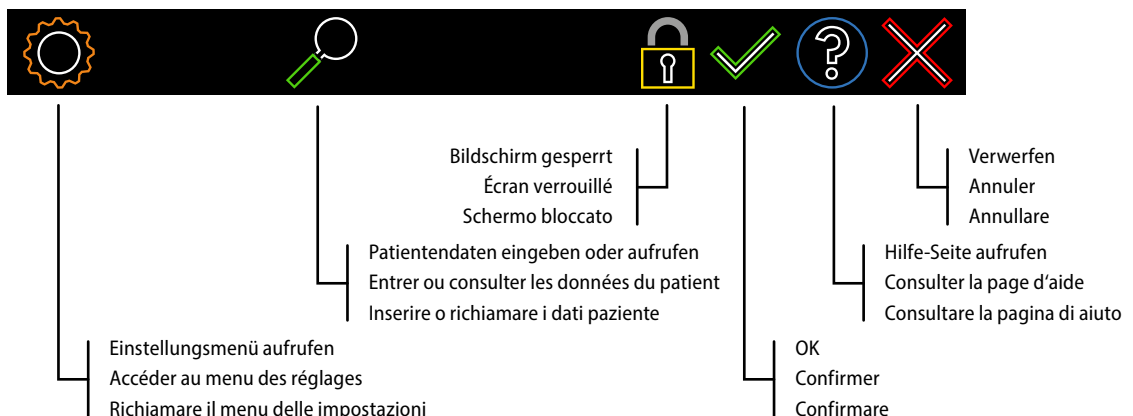 Bildschirm gesperrt
Écran verrouillé
Schermo bloccato
Verwerfen
Annuler
Annullare
Patientendaten eingeben oder aufrufen
Entrer ou consulter les données du patient
Inserire o richiamare i dati paziente
Hilfe-Seite aufrufen
Consulter la page d‘aide
Consultare la pagina di aiuto
Einstellungsmenü aufrufen
Accéder au menu des réglages
Richiamare il menu delle impostazioni
OK
Confirmer
Confirmare